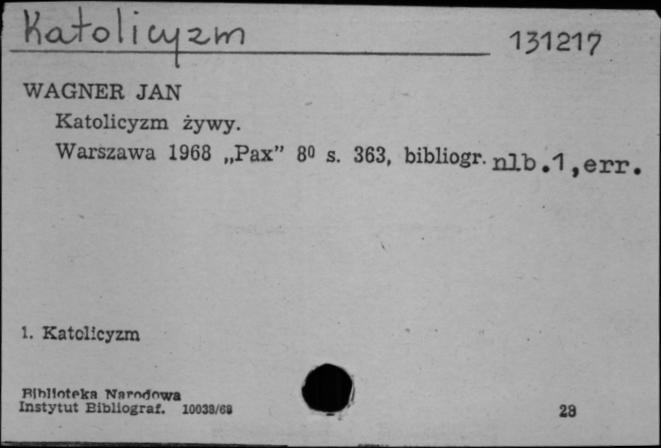 Katolicyzm 131217
WAGNER JAN
Katolicyzm żywy.
Warszawa 1968 „Pax” 8⁰ s. 363, bibliogr. nlb.1,err.
1. Katolicyzm
Biblioteka Narodowa
Instytut Bibliograf. 10038/68 28